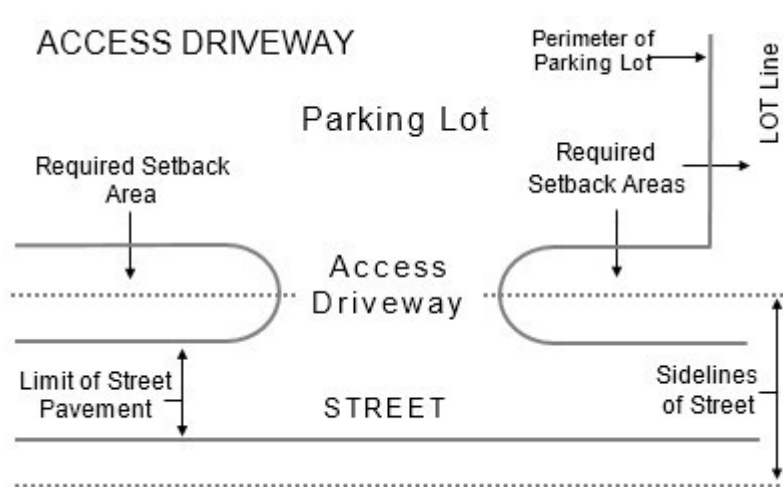 ACCESS DRIVEWAY
Perimeter of
Parking Lot
LOT Line
Parking Lot
Required Setback
Area
Required
Setback Areas
Access
Driveway
Limit of Street
Pavement
STREET
Sidelines
of Street